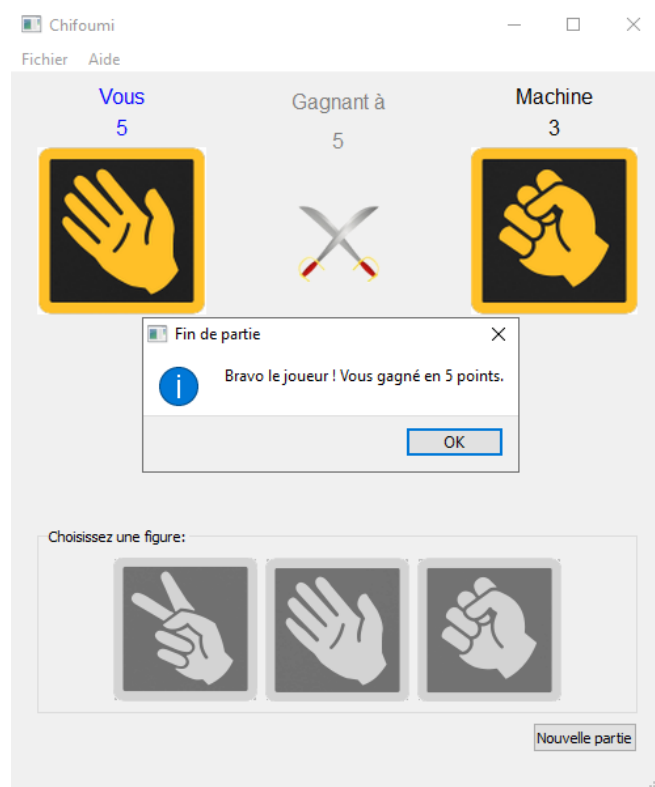 Chifoumi
Fichier Aide
Vous
5
Gagnant à
5
Machine
3
Fin de partie
Bravo le joueur ! Vous gagné en 5 points.
OK
Choisissez une figure:
Nouvelle partie